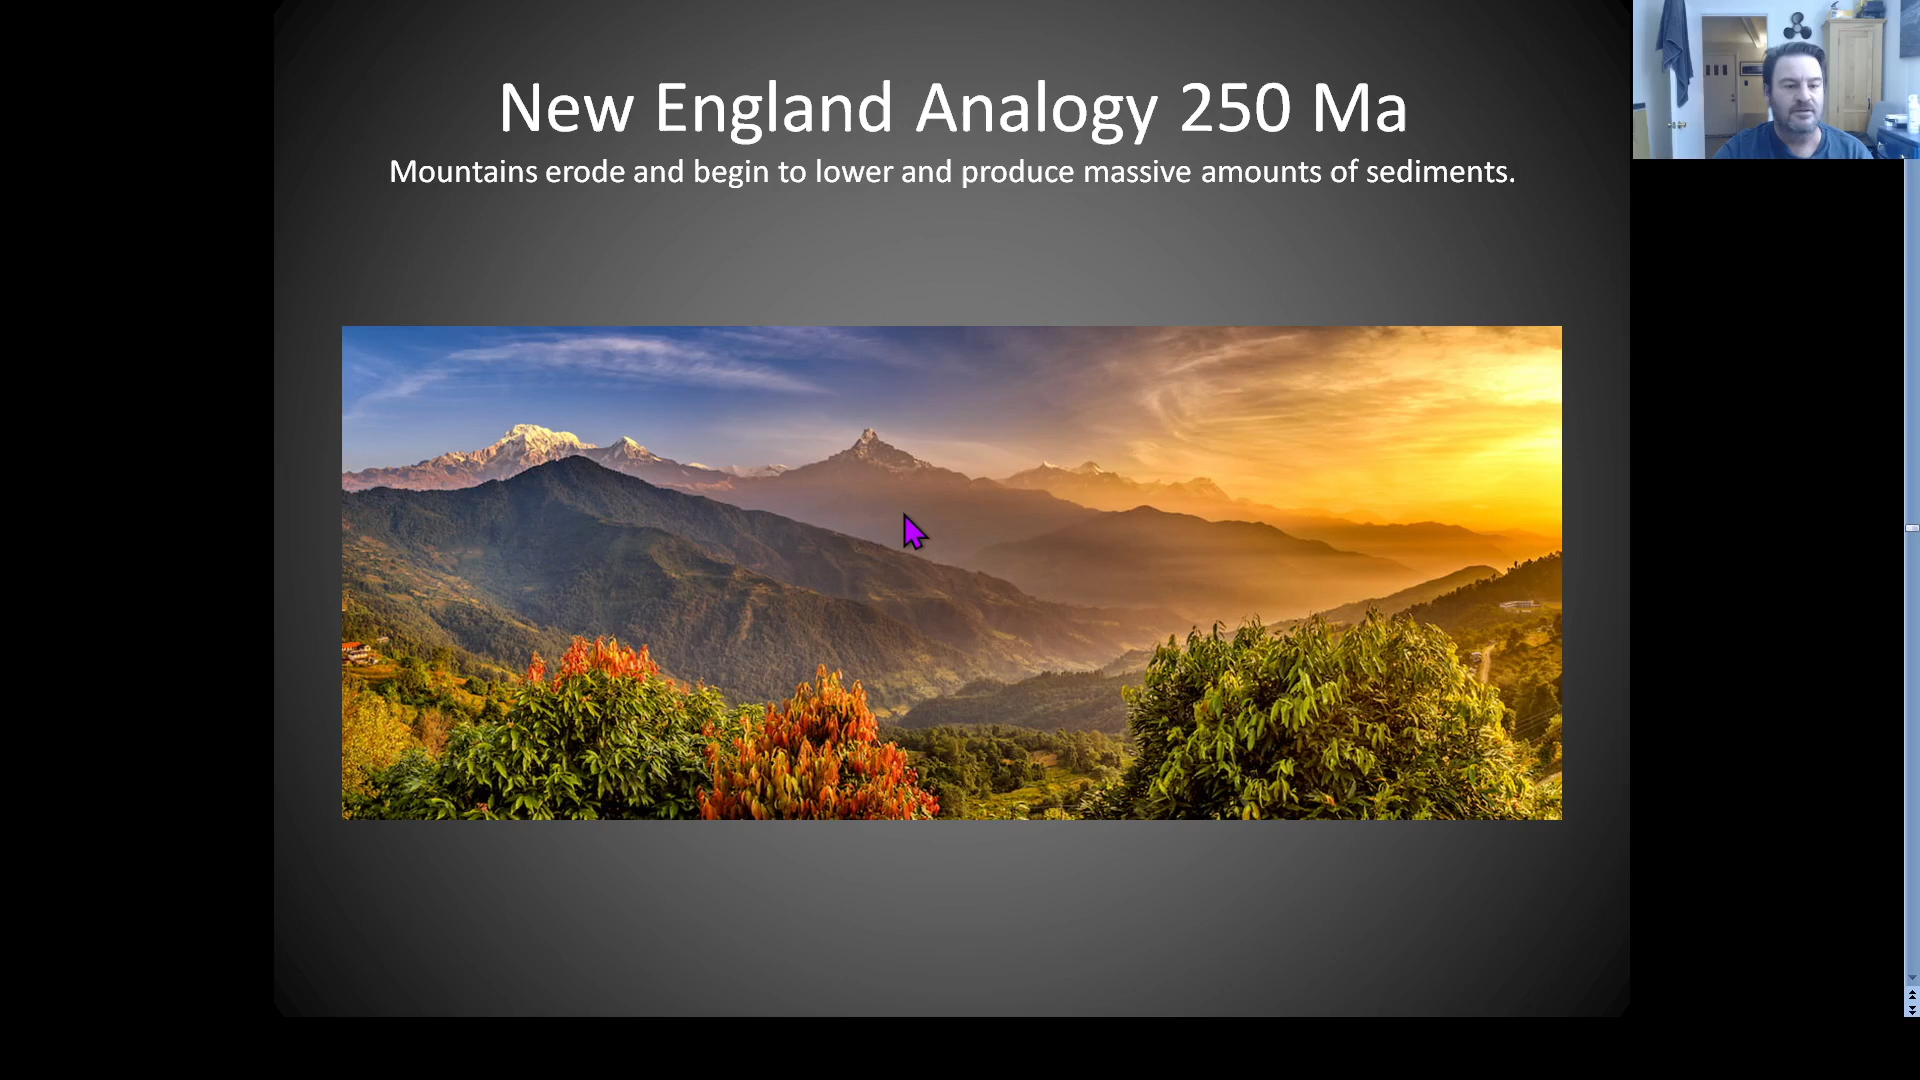 New England Analogy 250 Ma
Mountains erode and begin to lower and produce massive amounts of sediments.